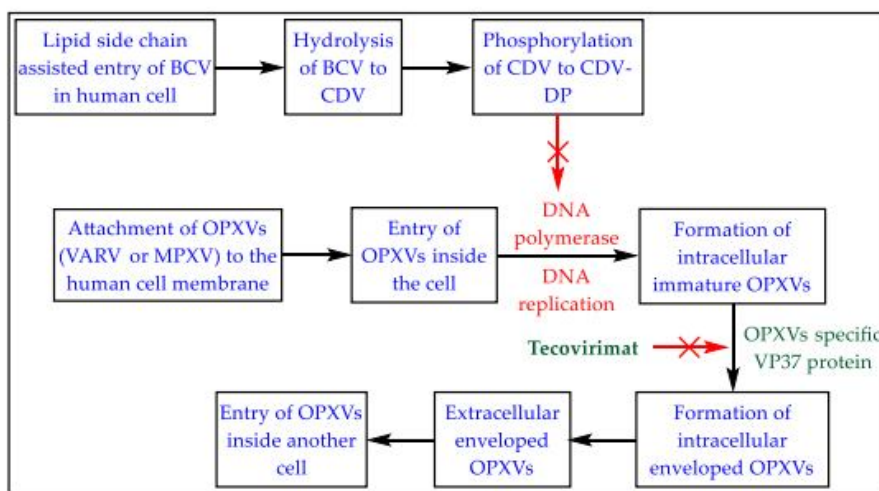 Lipid side chain
assisted entry of BCV
in human cell
Hydrolysis
of BCV to
CDV
Phosphorylation
of CDV to CDV-
DP
Attachment of OPXVs
(VARV or MPXV) to the
human cell membrane
Entry of
OPXVs inside
the cell
DNA
polymerase
DNA
replication
Formation of
intracellular
immature OPXVs
Tecovirimat
OPXVs specific
VP37 protein
Entry of OPXVs
inside another
cell
Extracellular
enveloped
OPXVs
Formation of
intracellular
enveloped OPXVs